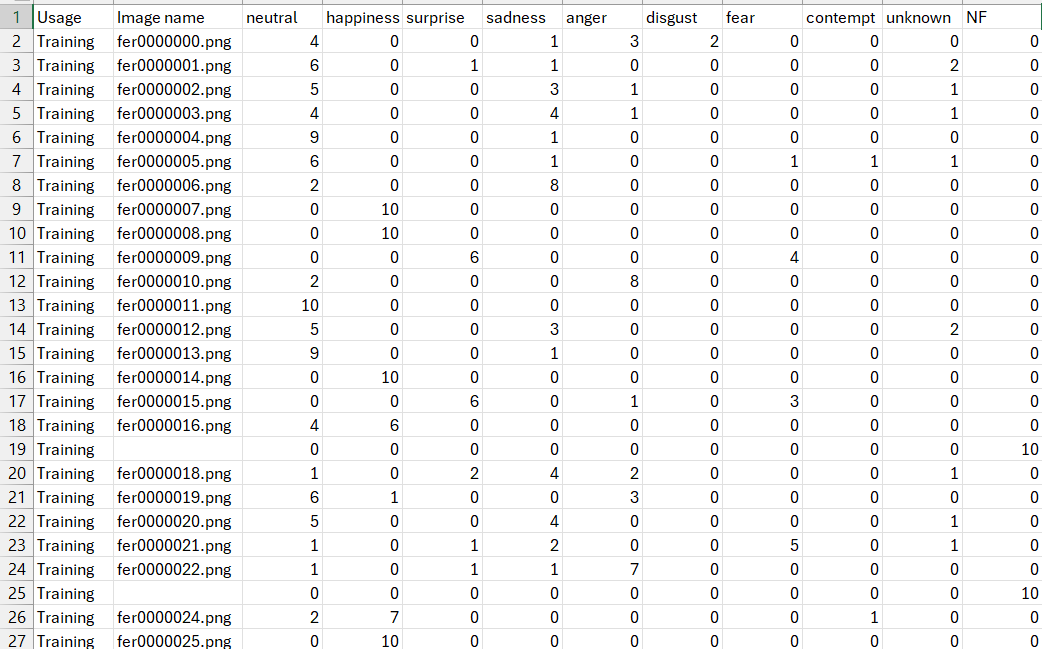 1 Usage Image name neutral happiness surprise sadness anger disgust fear contempt unknown NF
2 Training fer0000000.png 4 0 0 1 3 2 0 0 0 0
3 Training fer0000001.png 6 0 1 1 0 0 0 0 2 0
4 Training fer0000002.png 5 0 0 3 1 0 0 0 1 0
5 Training fer0000003.png 4 0 0 4 1 0 0 0 1 0
6 Training fer0000004.png 9 0 0 1 0 0 0 0 0 0
7 Training fer0000005.png 6 0 0 1 0 0 1 1 1 0
8 Training fer0000006.png 2 0 0 8 0 0 0 0 0 0
9 Training fer0000007.png 0 10 0 0 0 0 0 0 0 0
10 Training fer0000008.png 0 10 0 0 0 0 0 0 0 0
11 Training fer0000009.png 0 0 6 0 0 0 4 0 0 0
12 Training fer0000010.png 2 0 0 0 8 0 0 0 0 0
13 Training fer0000011.png 10 0 0 0 0 0 0 0 0 0
14 Training fer0000012.png 5 0 0 3 0 0 0 0 2 0
15 Training fer0000013.png 9 0 0 1 0 0 0 0 0 0
16 Training fer0000014.png 0 10 0 0 0 0 0 0 0 0
17 Training fer0000015.png 0 0 6 0 1 0 3 0 0 0
18 Training fer0000016.png 4 6 0 0 0 0 0 0 0 0
19 Training 0 0 0 0 0 0 0 0 0 10
20 Training fer0000018.png 1 0 2 4 2 0 0 0 1 0
21 Training fer0000019.png 6 1 0 0 3 0 0 0 0 0
22 Training fer0000020.png 5 0 0 4 0 0 0 0 1 0
23 Training fer0000021.png 1 0 1 2 0 0 5 0 1 0
24 Training fer0000022.png 1 0 1 1 7 0 0 0 0 0
25 Training 0 0 0 0 0 0 0 0 0 10
26 Training fer0000024.png 2 7 0 0 0 0 0 1 0 0
27 Training fer0000025.png 0 10 0 0 0 0 0 0 0 0